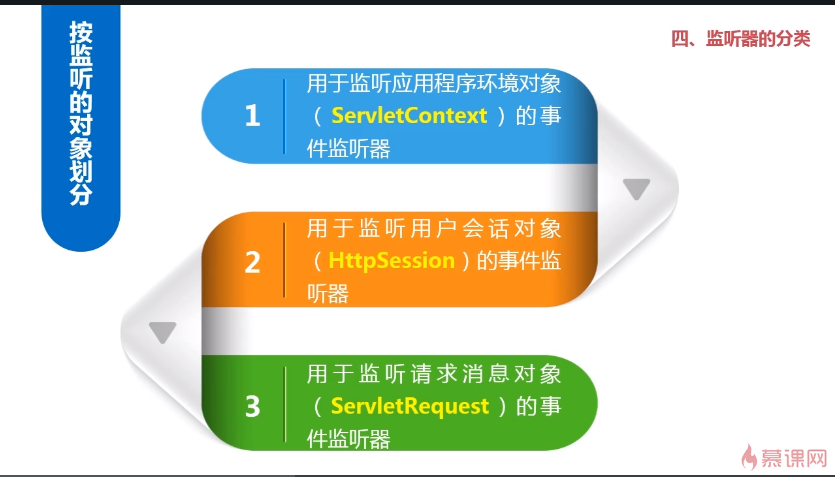 按监听的对象划分
四、监听器的分类
1
用于监听应用程序环境对象
（ServletContext）的事
件监听器
2
用于监听用户会话对象
（HttpSession）的事件监
听器
3
用于监听请求消息对象
（ServletRequest）的事
件监听器
慕课网